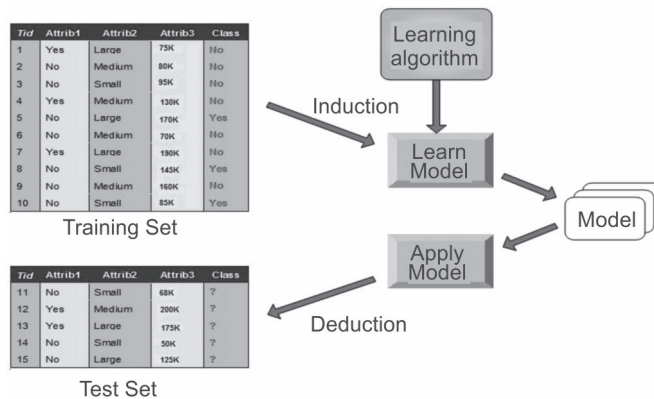 Tid Attrib1 Attrib2 Attrib3 Class
1 Yes Large 75K No
2 No Medium 80K No
3 No Small 95K No
4 Yes Medium 130K No
5 No Large 170K Yes
6 No Medium 70K No
7 Yes Large 190K No
8 No Small 145K Yes
9 No Medium 160K No
10 No Small 85K Yes
Training Set
Learning
algorithm
Induction
Learn
Model
Model
Apply
Model
Deduction
Tid Attrib1 Attrib2 Attrib3 Class
11 No Small 68K ?
12 Yes Medium 200K ?
13 Yes Large 175K ?
14 No Small 50K ?
15 No Large 125K ?
Test Set